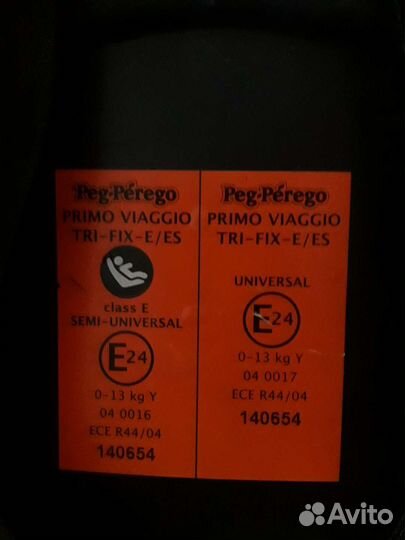 Peg-Pérego
PRIMO VIAGGIO
TRI-FIX-E/ES
class E
SEMI-UNIVERSAL
E24
0-13 kg Y
04 0016
ECE R44/04
140654
Peg-Pérego
PRIMO VIAGGIO
TRI-FIX-E/ES
UNIVERSAL
E24
0-13 kg Y
04 0017
ECE R44/04
140654
Avito